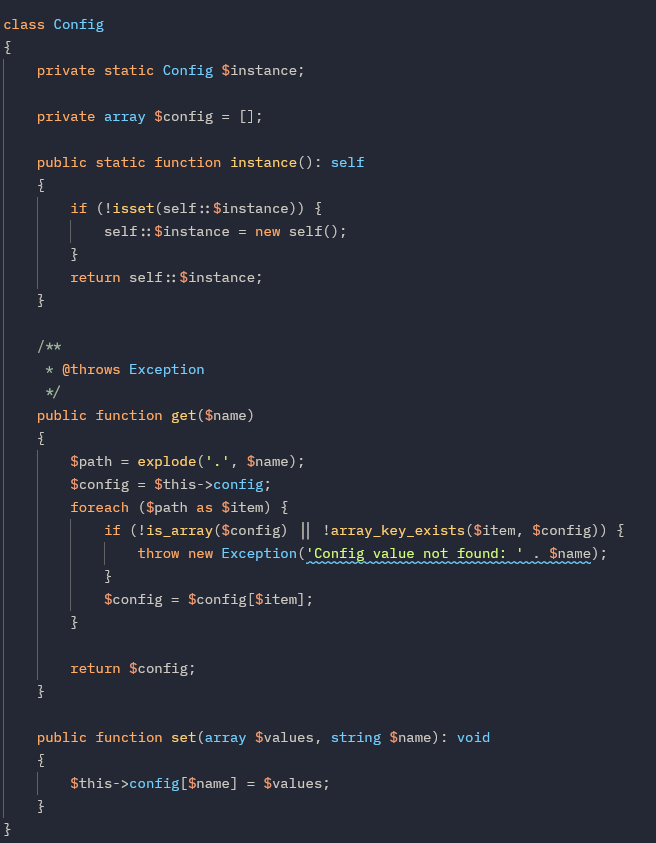 class Config
{
    private static Config $instance;

    private array $config = [];

    public static function instance(): self
    {
        if (!isset(self::$instance)) {
            self::$instance = new self();
        }
        return self::$instance;
    }

    /**
     * @throws Exception
     */
    public function get($name)
    {
        $path = explode('.', $name);
        $config = $this->config;
        foreach ($path as $item) {
            if (!is_array($config) || !array_key_exists($item, $config)) {
                throw new Exception('Config value not found: ' . $name);
            }
            $config = $config[$item];
        }

        return $config;
    }

    public function set(array $values, string $name): void
    {
        $this->config[$name] = $values;
    }
}